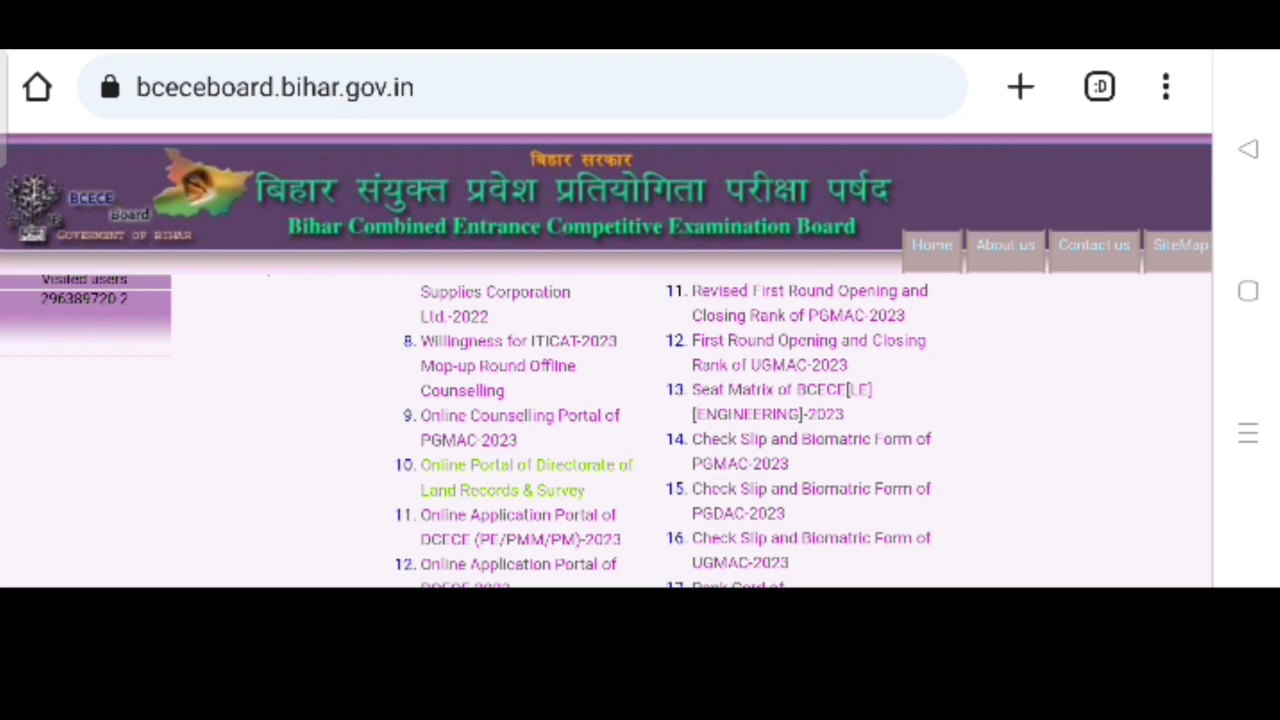 bceceboard.bihar.gov.in
:D
बिहार सरकार
BCECE
Board
GOVERMENT OF BIHAR
बिहार संयुक्त प्रवेश प्रतियोगिता परीक्षा पर्षद
Bihar Combined Entrance Competitive Examination Board
Home
About us
Contact us
SiteMap
Visited users
296389720 2
Supplies Corporation
Ltd.-2022
8. Willingness for ITICAT-2023
Mop-up Round Offline
Counselling
9. Online Counselling Portal of
PGMAC-2023
10. Online Portal of Directorate of
Land Records & Survey
11. Online Application Portal of
DCECE (PE/PMM/PM)-2023
12. Online Application Portal of
11. Revised First Round Opening and
Closing Rank of PGMAC-2023
12. First Round Opening and Closing
Rank of UGMAC-2023
13. Seat Matrix of BCECE[LE]
[ENGINEERING]-2023
14. Check Slip and Biomatric Form of
PGMAC-2023
15. Check Slip and Biomatric Form of
PGDAC-2023
16. Check Slip and Biomatric Form of
UGMAC-2023